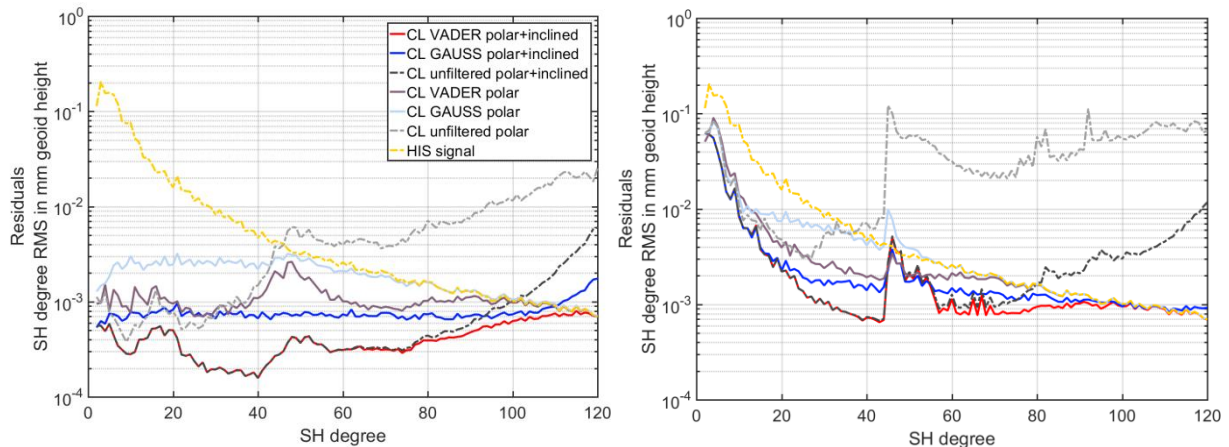 10^0
10^-1
10^-2
10^-3
10^-4
Residuals
SH degree RMS in mm geoid height
CL VADER polar+inclined
CL GAUSS polar+inclined
CL unfiltered polar+inclined
CL VADER polar
CL GAUSS polar
CL unfiltered polar
HIS signal
0 20 40 60 80 100 120
SH degree
10^0
10^-1
10^-2
10^-3
10^-4
Residuals
SH degree RMS in mm geoid height
0 20 40 60 80 100 120
SH degree